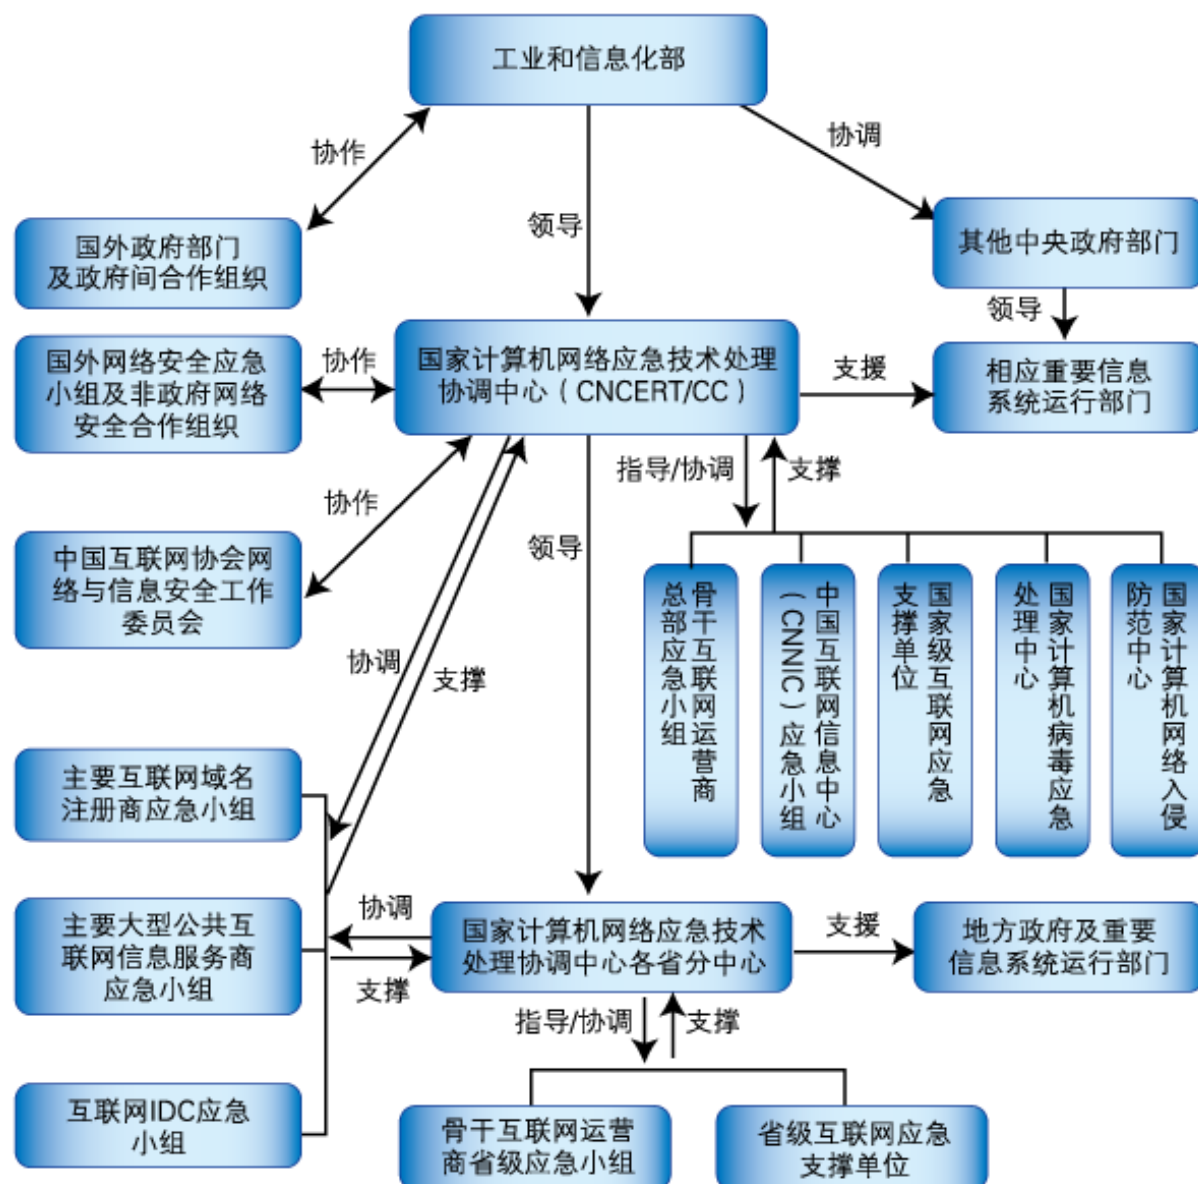 工业和信息化部
协作
协调
领导
国外政府部门
及政府间合作组织
其他中央政府部门
领导
国外网络安全应急
小组及非政府网络
安全合作组织
协作
国家计算机网络应急技术处理
协调中心（CNCERT/CC）
支援
相应重要信息
系统运行部门
指导/协调
支撑
协作
领导
中国互联网协会网
络与信息安全工作
委员会
协调
支撑
骨干互联网运营商
总部应急小组
中国互联网信息中心
（CNNIC）应急小组
国家级互联网应急
支撑单位
国家计算机病毒应急
处理中心
国家计算机网络入侵
防范中心
主要互联网域名
注册商应急小组
主要大型公共互
联网信息服务商
应急小组
协调
支撑
国家计算机网络应急技术
处理协调中心各省分中心
支援
地方政府及重要
信息系统运行部门
指导/协调
支撑
互联网IDC应急
小组
骨干互联网运营
商省级应急小组
省级互联网应急
支撑单位